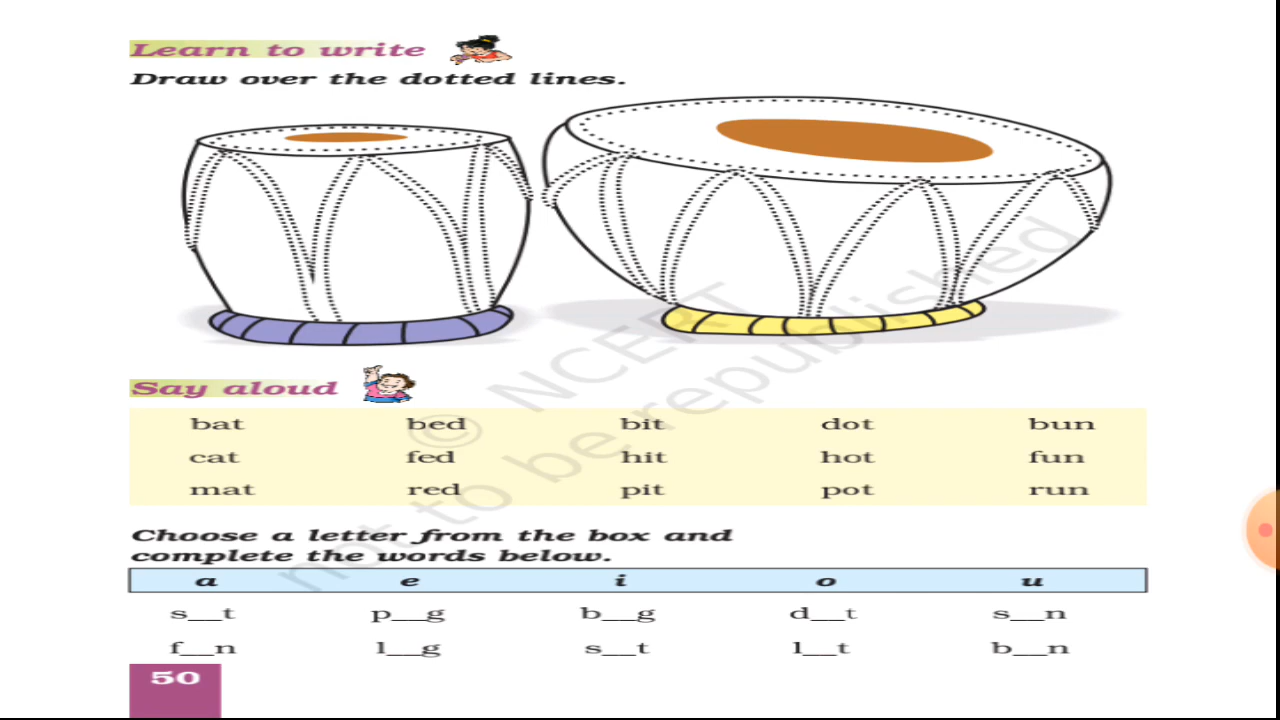 Learn to write
Draw over the dotted lines.
Say aloud
bat bed bit dot bun
cat fed hit hot fun
mat red pit pot run
Choose a letter from the box and
complete the words below.
a e i o u
s__t p__g b__g d__t s__n
f__n l__g s__t l__t b__n
50
© NCERT
not to be republished